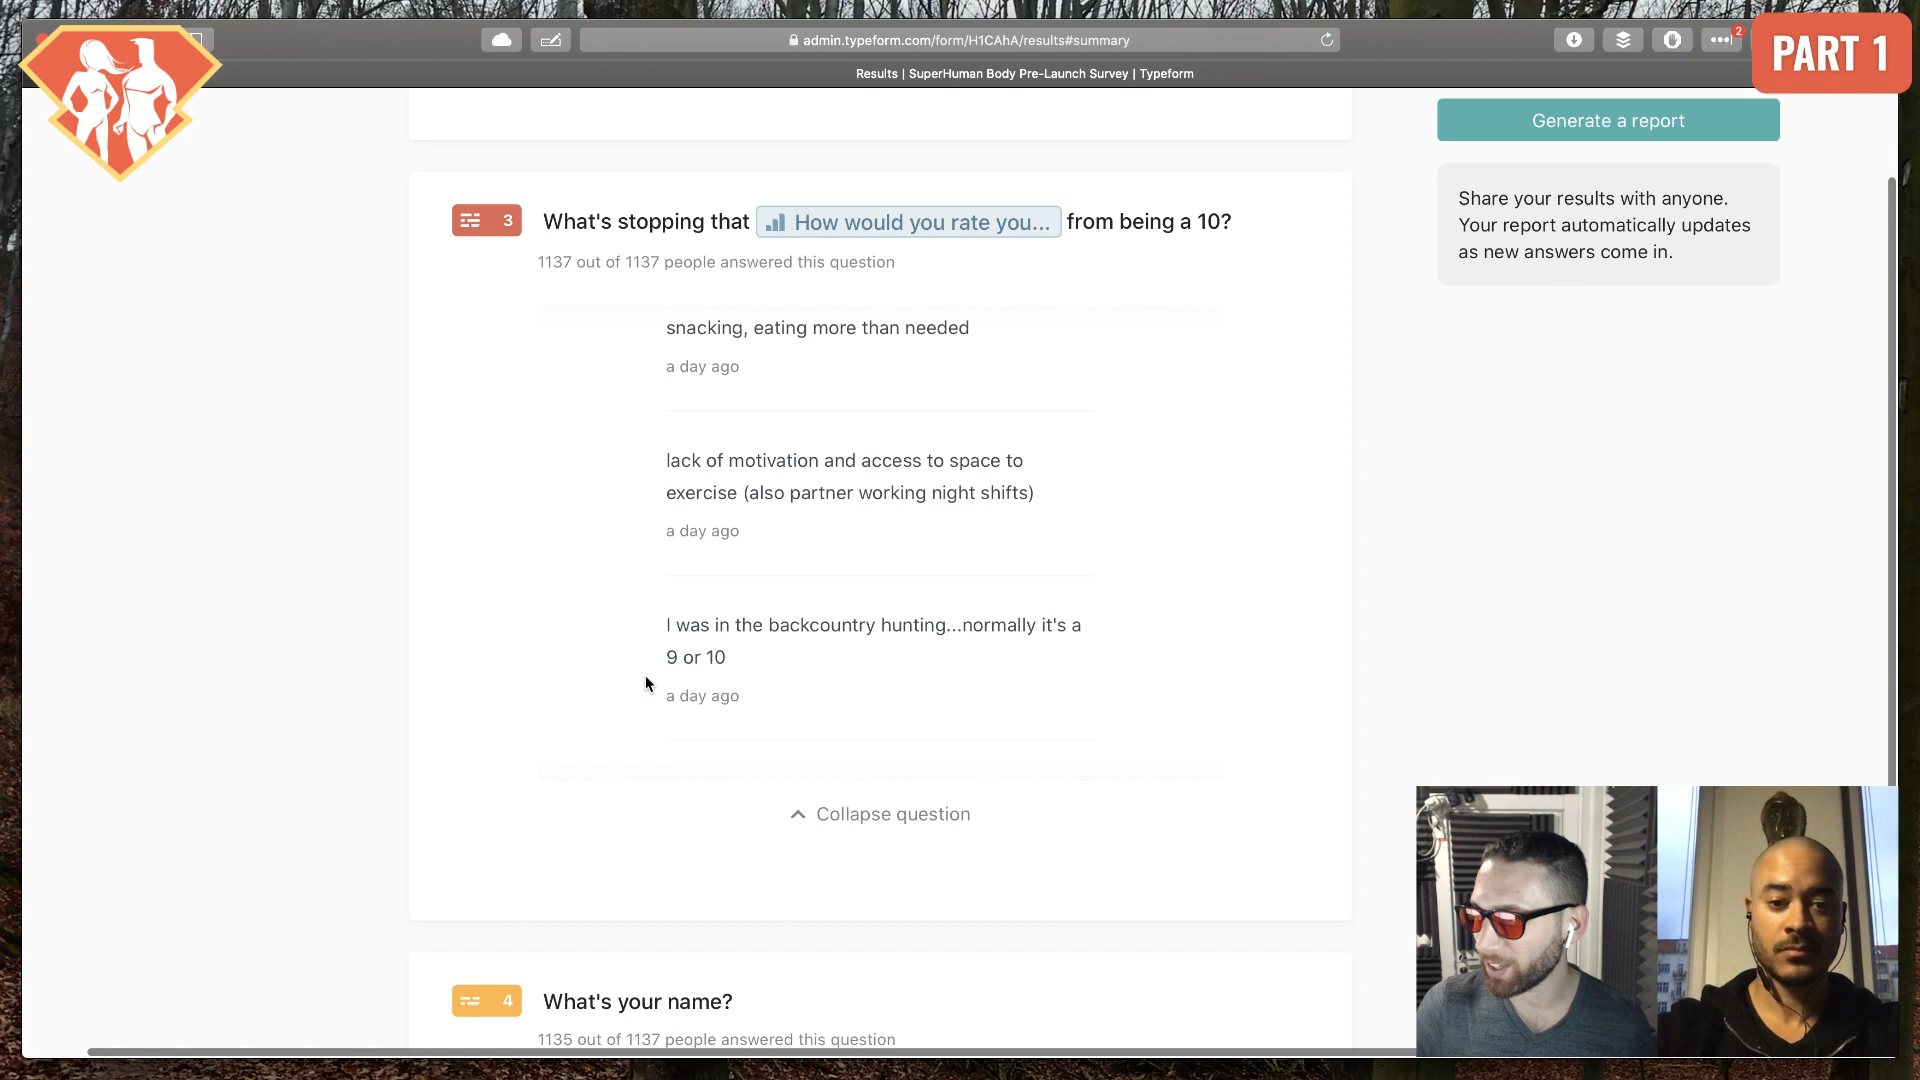 admin.typeform.com/form/H1CAhA/results#summary
2
PART 1
Results | SuperHuman Body Pre-Launch Survey | Typeform
Generate a report
Share your results with anyone.
Your report automatically updates
as new answers come in.
3 What's stopping that How would you rate you... from being a 10?
1137 out of 1137 people answered this question
snacking, eating more than needed
a day ago
lack of motivation and access to space to
exercise (also partner working night shifts)
a day ago
I was in the backcountry hunting...normally it's a
9 or 10
a day ago
Collapse question
4 What's your name?
1135 out of 1137 people answered this question